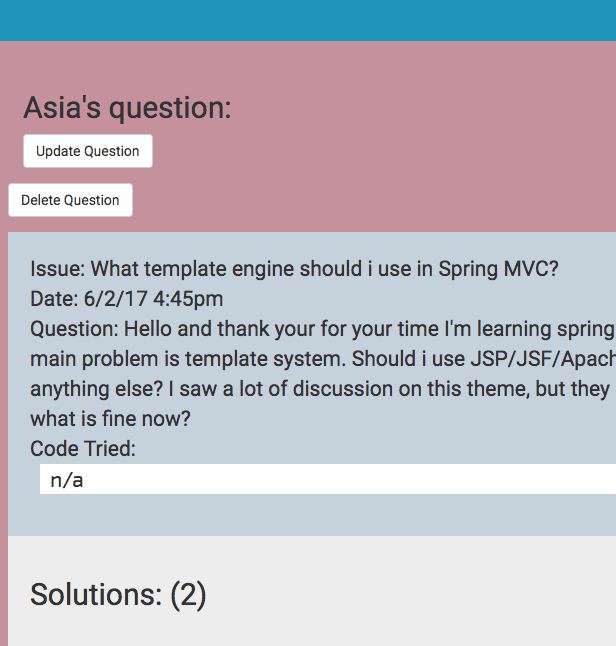 Asia's question:
Update Question
Delete Question
Issue: What template engine should i use in Spring MVC?
Date: 6/2/17 4:45pm
Question: Hello and thank your for your time I'm learning spring
main problem is template system. Should i use JSP/JSF/Apach
anything else? I saw a lot of discussion on this theme, but they
what is fine now?
Code Tried:
n/a
Solutions: (2)